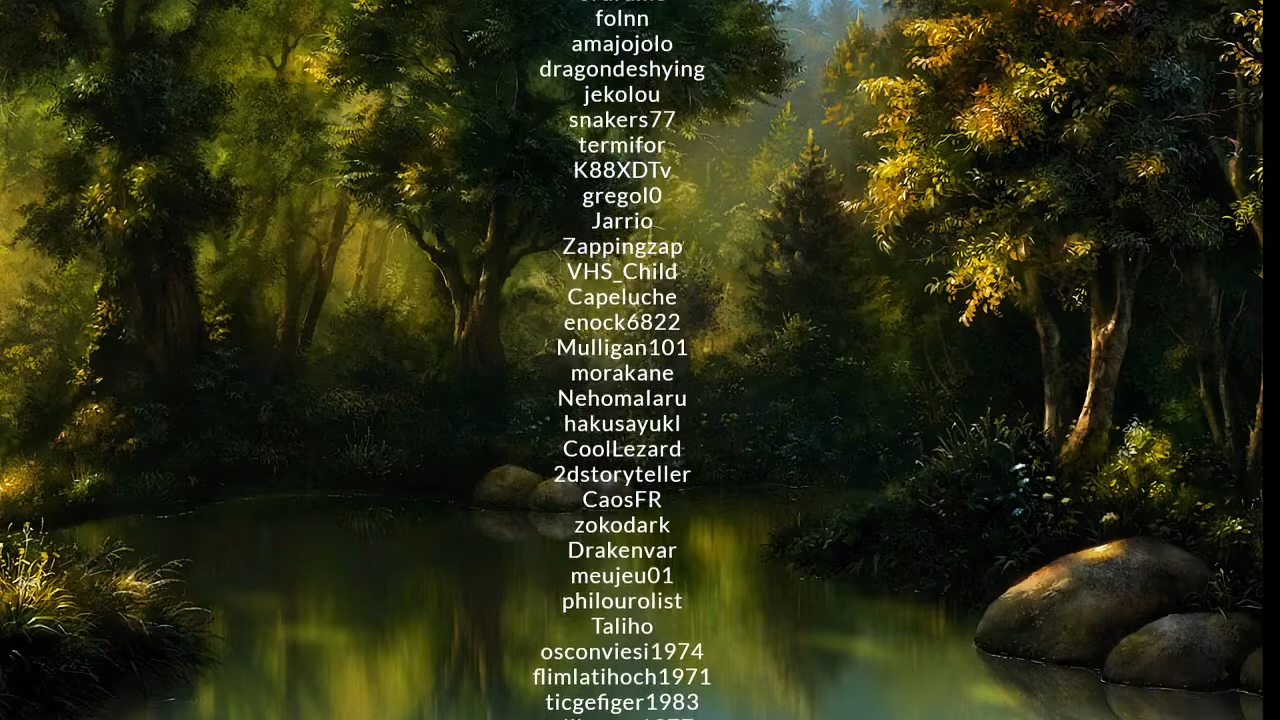 folnn
amajojolo
dragondeshying
jekolou
snakers77
termifor
K88XDTv
gregol0
Jarrio
Zappingzap
VHS_Child
Capeluche
enock6822
Mulligan101
morakane
Nehomalaru
hakusayukl
CoolLezard
2dstoryteller
CaosFR
zokodark
Drakenvar
meujeu01
philourolist
Taliho
osconviesi1974
flimlatihoch1971
ticgefiger1983